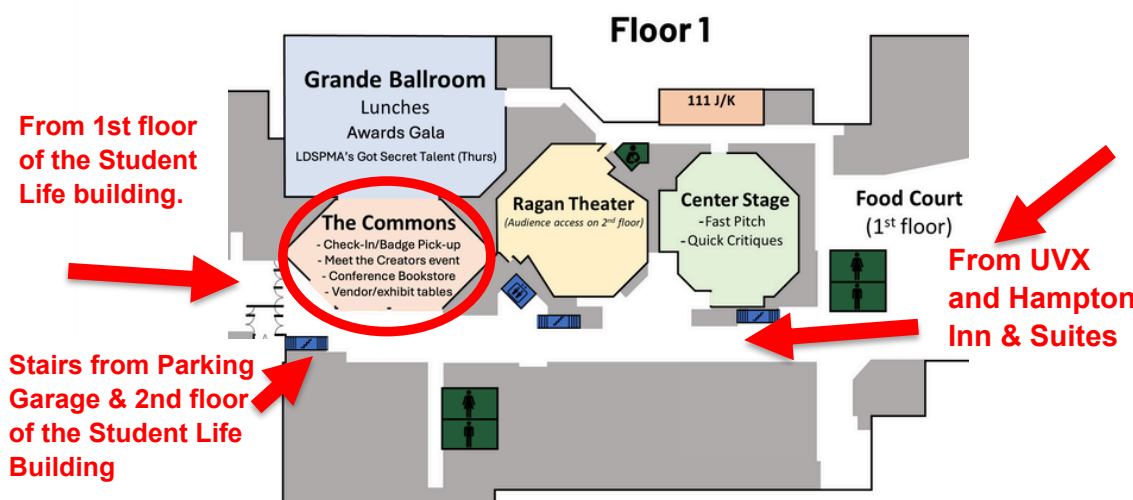 Floor 1
Grande Ballroom
Lunches
Awards Gala
LDSPMA's Got Secret Talent (Thurs)
111 J/K
From 1st floor
of the Student
Life building.
The Commons
- Check-In/Badge Pick-up
- Meet the Creators event
- Conference Bookstore
- Vendor/exhibit tables
Ragan Theater
(Audience access on 2nd floor)
Center Stage
-Fast Pitch
-Quick Critiques
Food Court
(1st floor)
From UVX
and Hampton
Inn & Suites
Stairs from Parking
Garage & 2nd floor
of the Student Life
Building